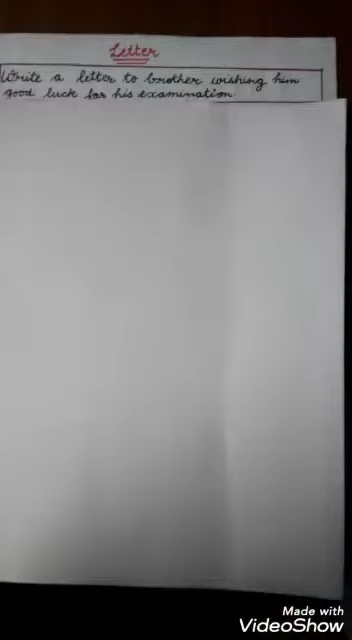 Letter
Write a letter to brother wishing him
good luck for his examination.
Made with
VideoShow